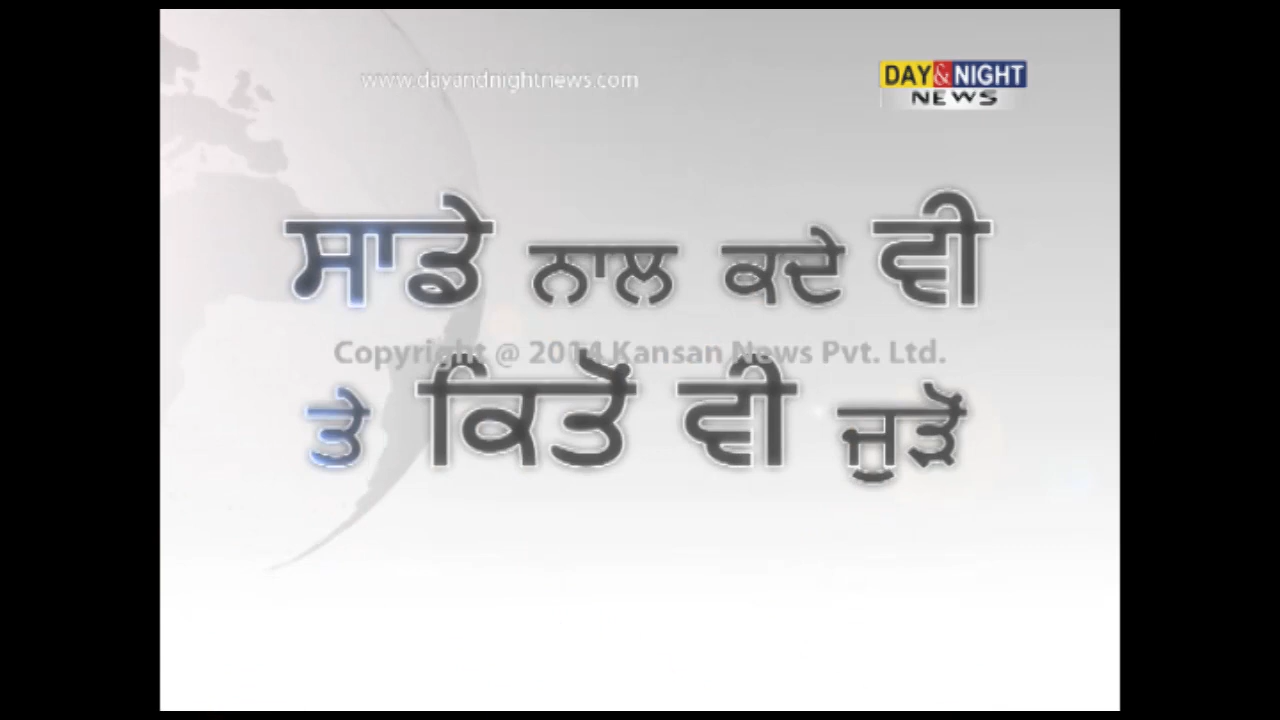 www.dayandnightnews.com
DAY & NIGHT
NEWS
ਸਾਡੇ ਨਾਲ ਕਦੇ ਵੀ
Copyright @ 2014 Kansan News Pvt. Ltd.
ਤੇ ਕਿਤੋਂ ਵੀ ਜੁੜੋਂ